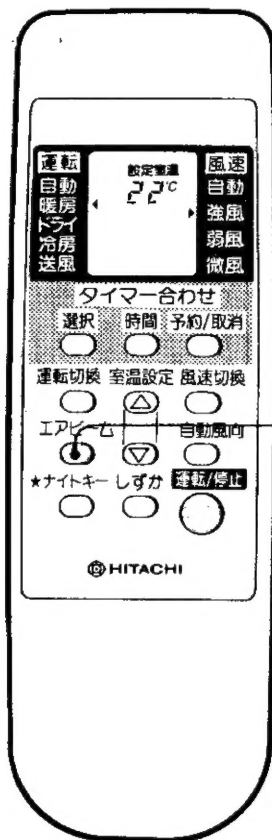 運転
自動
暖房
ドライ
冷房
送風
設定室温
22℃
風速
自動
強風
弱風
微風
タイマー合わせ
選択 時間 予約/取消
運転切換 室温設定 風速切換
エアビーム 自動風向
★ナイトキー しずか 運転/停止
HITACHI